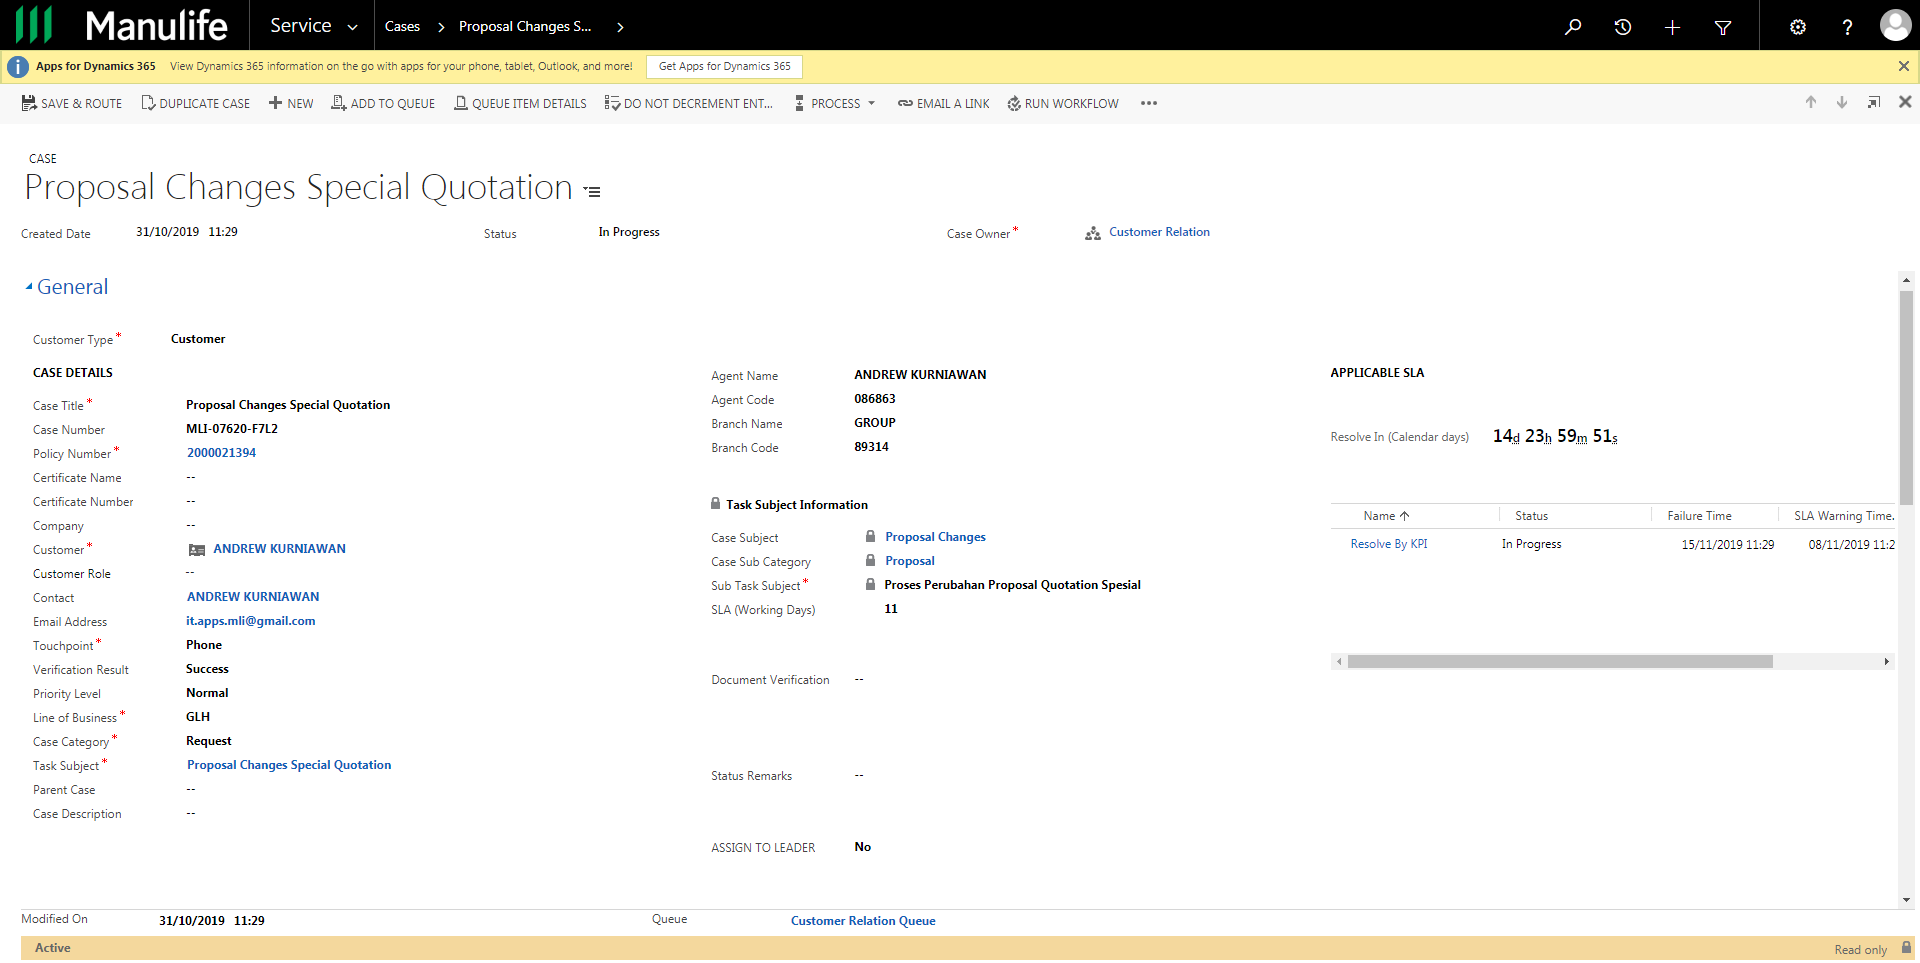 Manulife Service Cases Proposal Changes S...
Apps for Dynamics 365 View Dynamics 365 information on the go with apps for your phone, tablet, Outlook, and more! Get Apps for Dynamics 365
SAVE & ROUTE DUPLICATE CASE NEW ADD TO QUEUE QUEUE ITEM DETAILS DO NOT DECREMENT ENT... PROCESS EMAIL A LINK RUN WORKFLOW
CASE
Proposal Changes Special Quotation
Created Date 31/10/2019 11:29 Status In Progress Case Owner* Customer Relation
General
Customer Type* Customer
CASE DETAILS
Case Title* Proposal Changes Special Quotation
Case Number MLI-07620-F7L2
Policy Number* 2000021394
Certificate Name --
Certificate Number --
Company --
Customer* ANDREW KURNIAWAN
Customer Role --
Contact ANDREW KURNIAWAN
Email Address it.apps.mli@gmail.com
Touchpoint* Phone
Verification Result Success
Priority Level Normal
Line of Business* GLH
Case Category* Request
Task Subject* Proposal Changes Special Quotation
Parent Case --
Case Description --
Agent Name ANDREW KURNIAWAN
Agent Code 086863
Branch Name GROUP
Branch Code 89314
Task Subject Information
Case Subject Proposal Changes
Case Sub Category Proposal
Sub Task Subject* Proses Perubahan Proposal Quotation Spesial
SLA (Working Days) 11
Document Verification --
Status Remarks --
ASSIGN TO LEADER No
APPLICABLE SLA
Resolve In (Calendar days) 14d 23h 59m 51s
Name Status Failure Time SLA Warning Time.
Resolve By KPI In Progress 15/11/2019 11:29 08/11/2019 11:2
Modified On 31/10/2019 11:29 Queue Customer Relation Queue
Active Read only